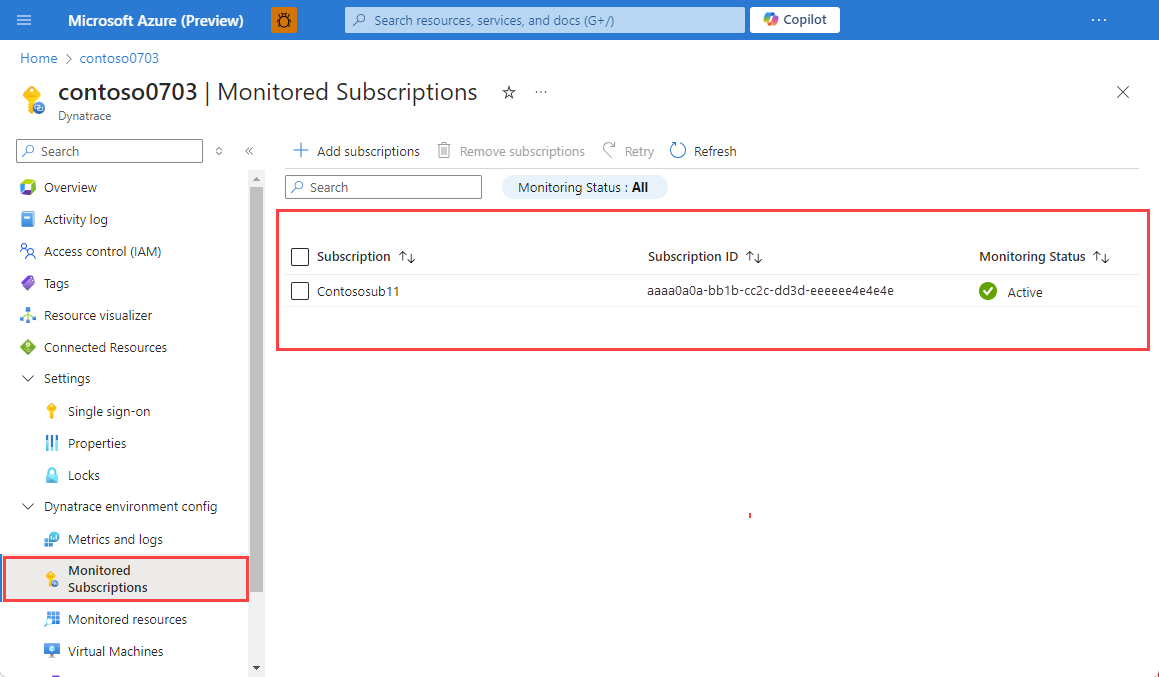 Microsoft Azure (Preview)
Search resources, services, and docs (G+/)
Copilot
Home > contoso0703
contoso0703 | Monitored Subscriptions
Dynatrace
Search
Add subscriptions
Remove subscriptions
Retry
Refresh
Search
Monitoring Status : All
Overview
Activity log
Access control (IAM)
Tags
Resource visualizer
Connected Resources
Settings
Single sign-on
Properties
Locks
Dynatrace environment config
Metrics and logs
Monitored
Subscriptions
Monitored resources
Virtual Machines
Subscription
Subscription ID
Monitoring Status
Contososub11
aaaa0a0a-bb1b-cc2c-dd3d-eeeeee4e4e4e
Active